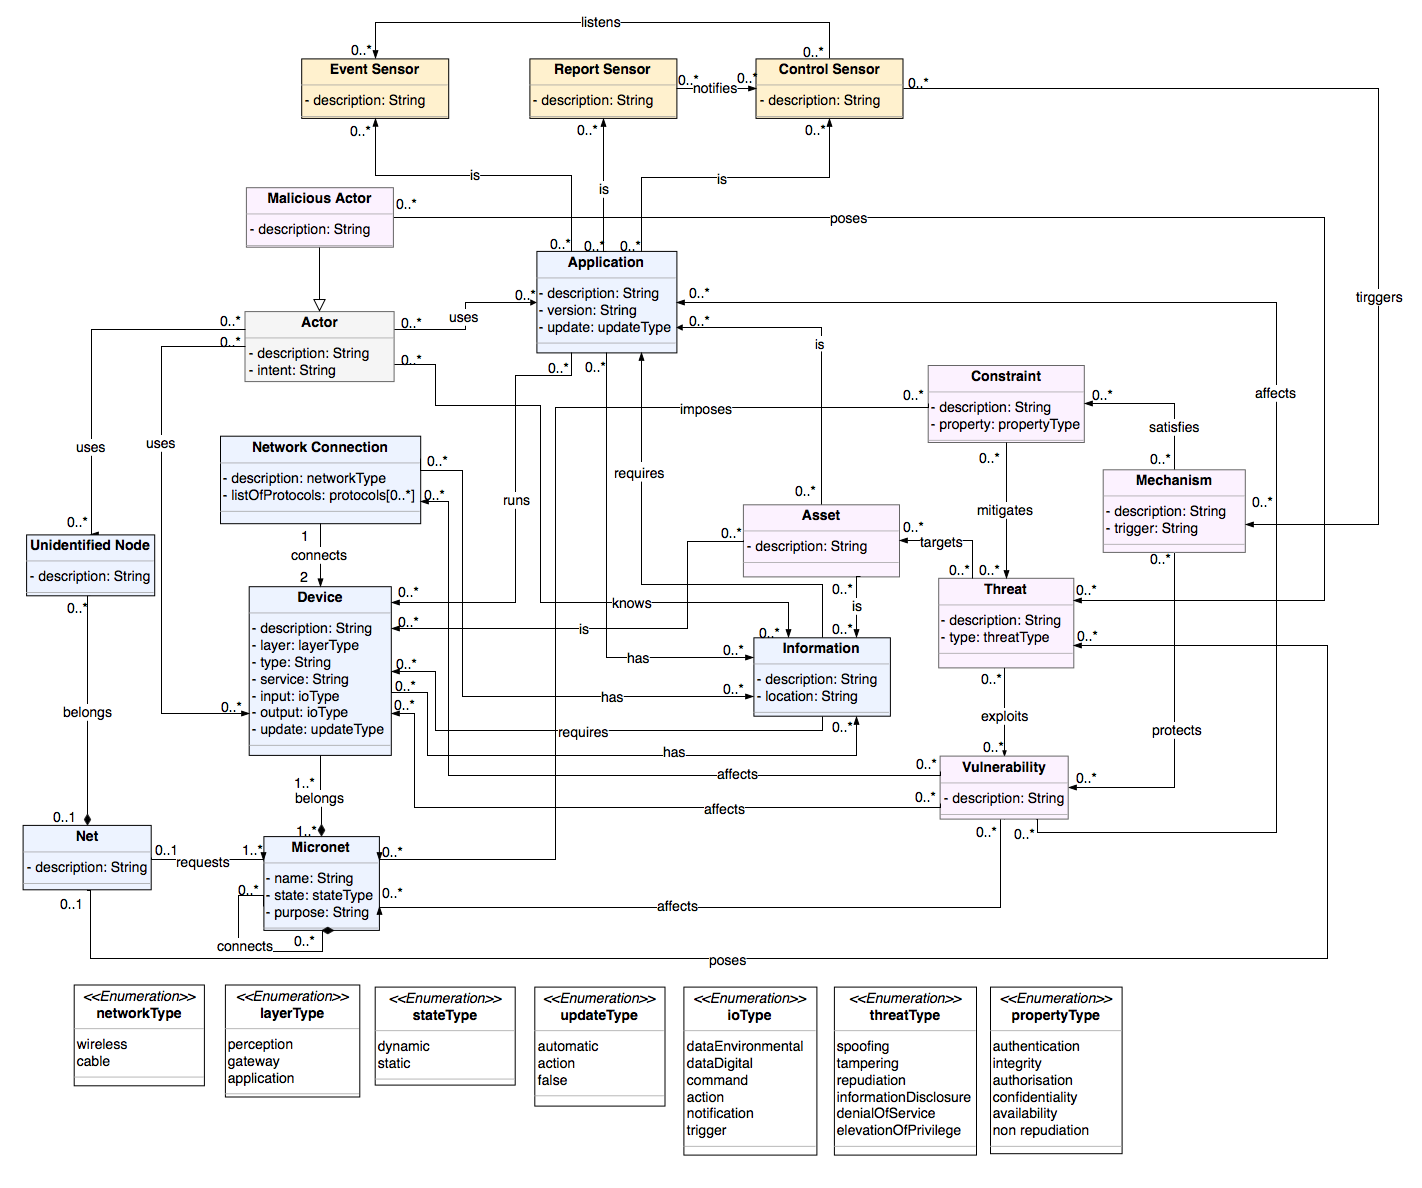 listens
0..*
0..*
Event Sensor
- description: String
0..*
Report Sensor
- description: String
0..*
0..*
notifies
0..*
Control Sensor
- description: String
0..*
0..*
is
is
is
tirggers
Malicious Actor
- description: String
0..*
poses
0..*
0..*
0..*
Application
- description: String
- version: String
- update: updateType
0..*
0..*
0..*
0..*
0..*
Actor
- description: String
- intent: String
0..*
0..*
0..*
0..*
uses
is
affects
uses
uses
imposes
0..*
Constraint
- description: String
- property: propertyType
0..*
0..*
satisfies
0..*
Mechanism
- description: String
- trigger: String
0..*
0..*
Network Connection
- description: networkType
- listOfProtocols: protocols[0..*]
0..*
0..*
1
connects
2
runs
requires
mitigates
0..*
Asset
- description: String
0..*
0..*
targets
0..*
0..*
0..*
is
0..*
0..*
Unidentified Node
- description: String
0..*
Device
- description: String
- layer: layerType
- type: String
- service: String
- input: ioType
- output: ioType
- update: updateType
0..*
0..*
0..*
0..*
0..*
0..*
1..*
knows
is
has
has
requires
has
0..*
0..*
0..*
Information
- description: String
- location: String
0..*
Threat
- description: String
- type: threatType
0..*
0..*
0..*
exploits
0..*
protects
belongs
affects
0..*
affects
0..*
Vulnerability
- description: String
0..*
0..*
0..*
belongs
1..*
0..1
Net
- description: String
0..1
0..1
requests
1..*
Micronet
- name: String
- state: stateType
- purpose: String
0..*
0..*
0..*
0..*
connects
affects
poses
<<Enumeration>>
networkType
wireless
cable
<<Enumeration>>
layerType
perception
gateway
application
<<Enumeration>>
stateType
dynamic
static
<<Enumeration>>
updateType
automatic
action
false
<<Enumeration>>
ioType
dataEnvironmental
dataDigital
command
action
notification
trigger
<<Enumeration>>
threatType
spoofing
tampering
repudiation
informationDisclosure
denialOfService
elevationOfPrivilege
<<Enumeration>>
propertyType
authentication
integrity
authorisation
confidentiality
availability
non repudiation